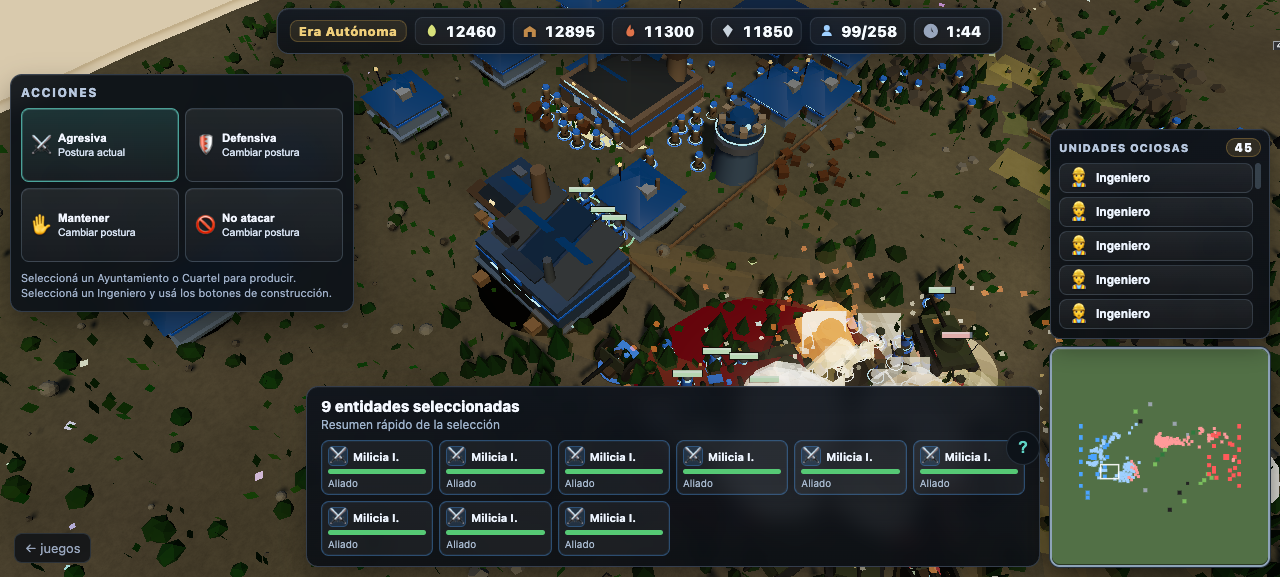 Era Autónoma
12460
12895
11300
11850
99/258
1:44
ACCIONES
Agresiva
Postura actual
Defensiva
Cambiar postura
Mantener
Cambiar postura
No atacar
Cambiar postura
Seleccioná un Ayuntamiento o Cuartel para producir.
Seleccioná un Ingeniero y usá los botones de construcción.
UNIDADES OCIOSAS
45
Ingeniero
Ingeniero
Ingeniero
Ingeniero
Ingeniero
9 entidades seleccionadas
Resumen rápido de la selección
Milicia I.
Aliado
Milicia I.
Aliado
Milicia I.
Aliado
Milicia I.
Aliado
Milicia I.
Aliado
Milicia I.
Aliado
Milicia I.
Aliado
Milicia I.
Aliado
Milicia I.
Aliado
?
← juegos